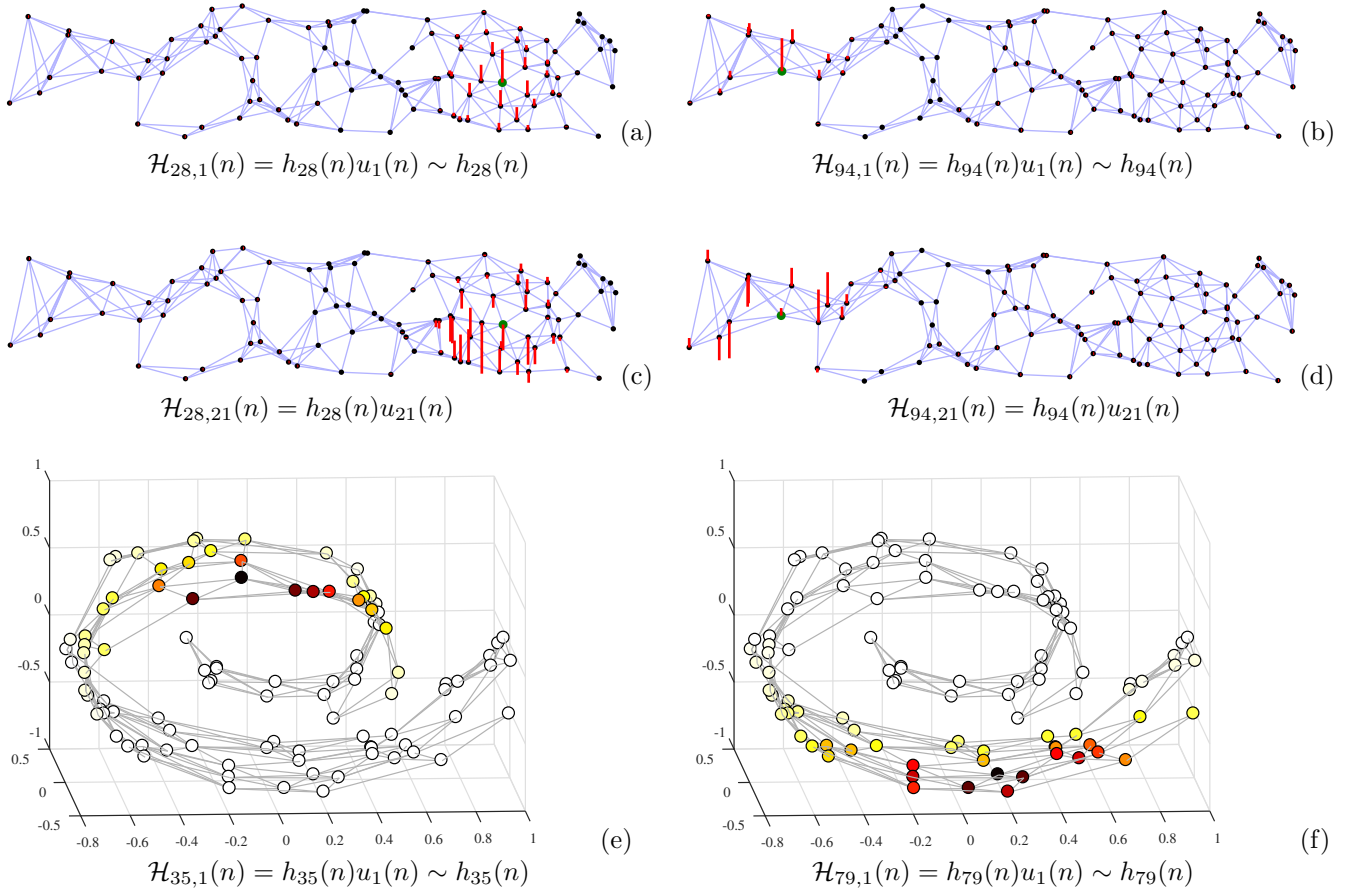 (a)
(b)
ℋ₂₈,₁(n) = h₂₈(n)u₁(n) ∼ h₂₈(n)
ℋ₉₄,₁(n) = h₉₄(n)u₁(n) ∼ h₉₄(n)
(c)
(d)
ℋ₂₈,₂₁(n) = h₂₈(n)u₂₁(n)
ℋ₉₄,₂₁(n) = h₉₄(n)u₂₁(n)
1
0.5
0
-0.5
-1
0.5
0
-0.5
-0.8 -0.6 -0.4 -0.2 0 0.2 0.4 0.6 0.8 1
(e)
1
0.5
0
-0.5
-1
0.5
0
-0.5
-0.8 -0.6 -0.4 -0.2 0 0.2 0.4 0.6 0.8 1
(f)
ℋ₃₅,₁(n) = h₃₅(n)u₁(n) ∼ h₃₅(n)
ℋ₇₉,₁(n) = h₇₉(n)u₁(n) ∼ h₇₉(n)